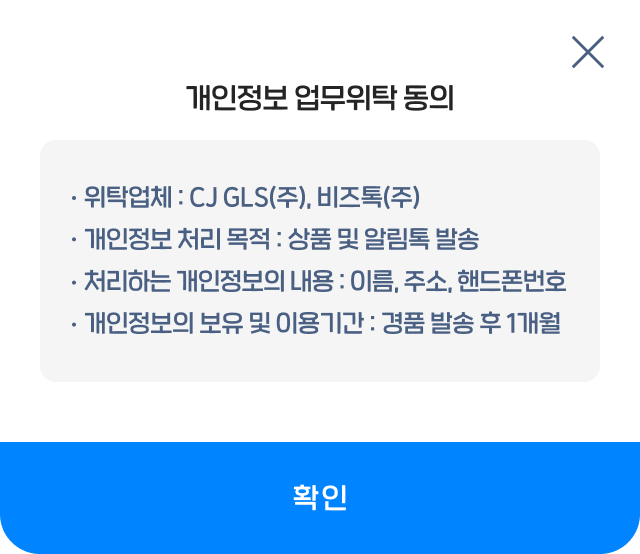 개인정보 업무위탁 동의
· 위탁업체 : CJ GLS(주), 비즈톡(주)
· 개인정보 처리 목적 : 상품 및 알림톡 발송
· 처리하는 개인정보의 내용 : 이름, 주소, 핸드폰번호
· 개인정보의 보유 및 이용기간 : 경품 발송 후 1개월
확인